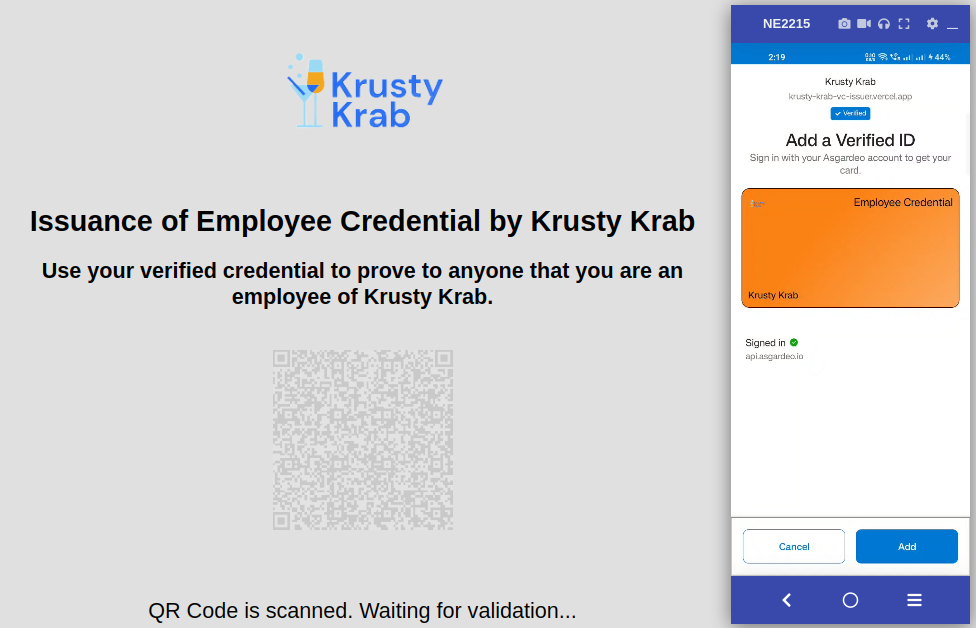 Krusty
Krab
Issuance of Employee Credential by Krusty Krab
Use your verified credential to prove to anyone that you are an
employee of Krusty Krab.
QR Code is scanned. Waiting for validation...
NE2215
2:19
44%
Krusty Krab
krusty-krab-vc-issuer.vercel.app
Verified
Add a Verified ID
Sign in with your Asgardeo account to get your
card.
Employee Credential
Krusty Krab
Signed in
api.asgardeo.io
Cancel
Add